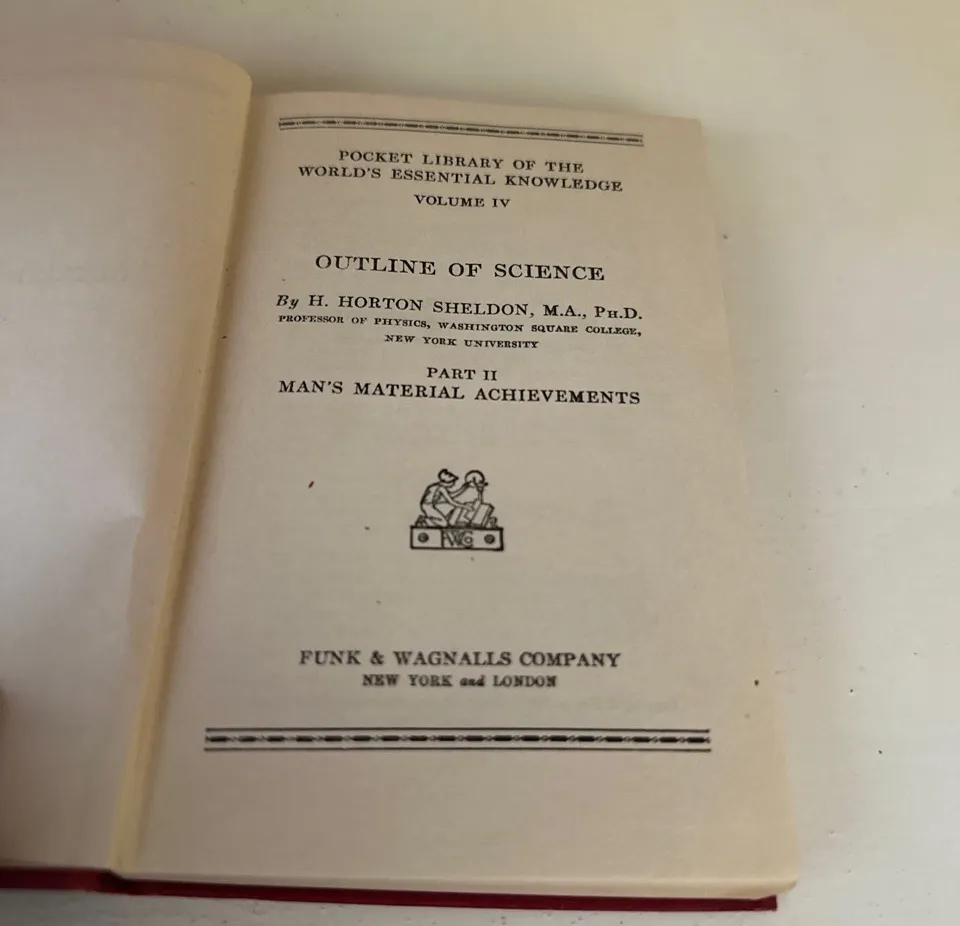 POCKET LIBRARY OF THE
WORLD'S ESSENTIAL KNOWLEDGE
VOLUME IV
OUTLINE OF SCIENCE
By H. HORTON SHELDON, M.A., PH.D.
PROFESSOR OF PHYSICS, WASHINGTON SQUARE COLLEGE,
NEW YORK UNIVERSITY
PART II
MAN'S MATERIAL ACHIEVEMENTS
FWCo
FUNK & WAGNALLS COMPANY
NEW YORK and LONDON